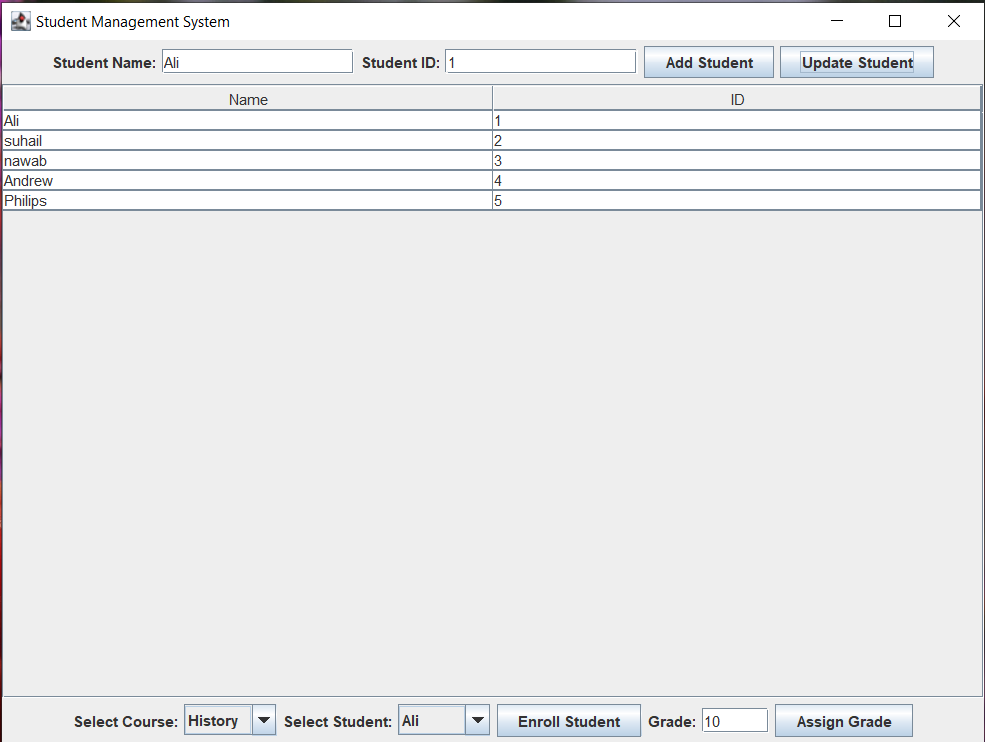 Student Management System
Student Name: Ali Student ID: 1 Add Student Update Student
Name ID
Ali 1
suhail 2
nawab 3
Andrew 4
Philips 5
Select Course: History Select Student: Ali Enroll Student Grade: 10 Assign Grade